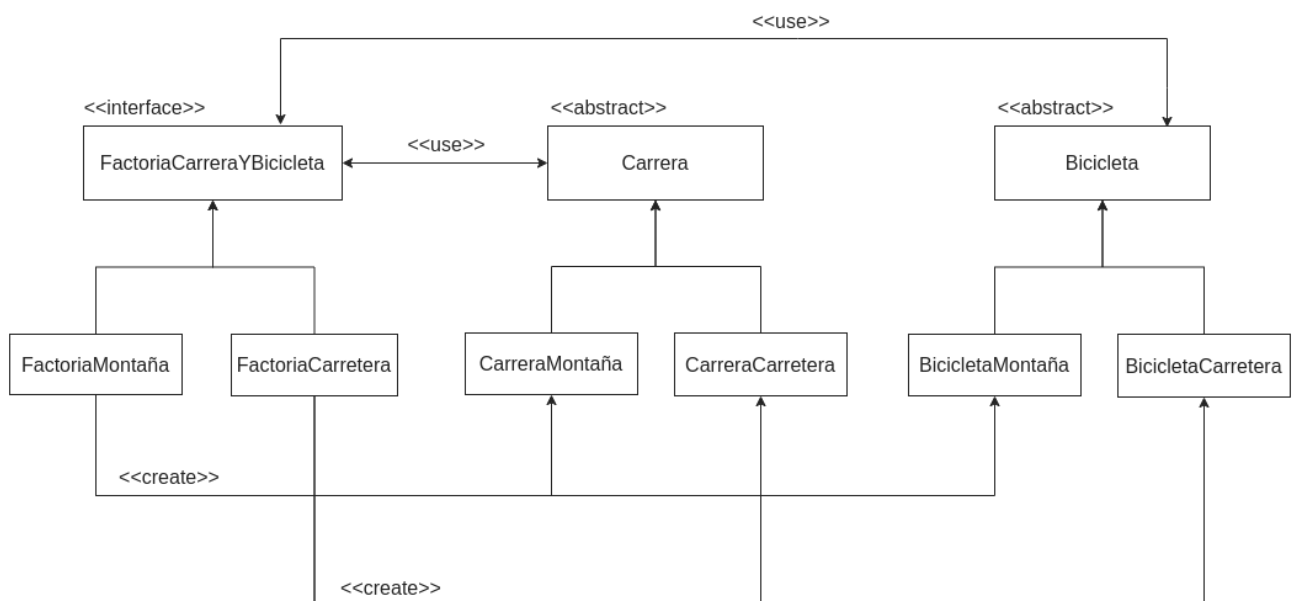 <<use>>
<<interface>>
<<abstract>>
<<abstract>>
FactoriaCarreraYBicicleta
<<use>>
Carrera
Bicicleta
FactoriaMontaña
FactoriaCarretera
CarreraMontaña
CarreraCarretera
BicicletaMontaña
BicicletaCarretera
<<create>>
<<create>>